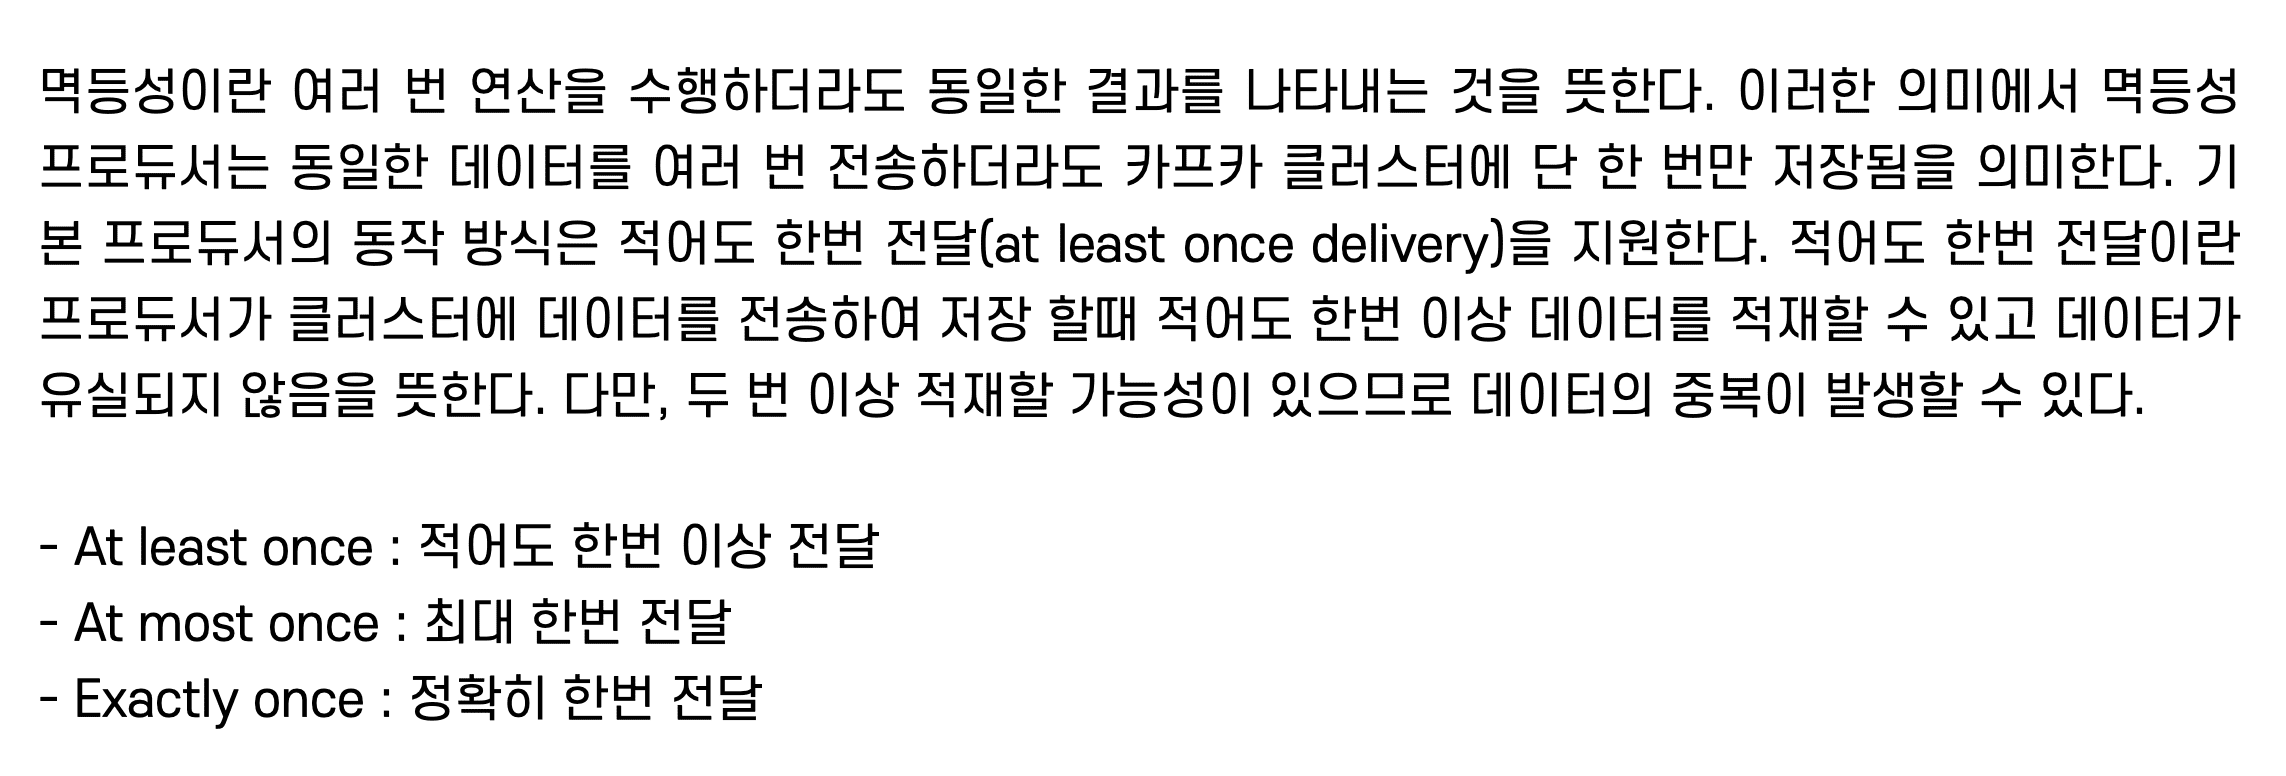 멱등성이란 여러 번 연산을 수행하더라도 동일한 결과를 나타내는 것을 뜻한다. 이러한 의미에서 멱등성
프로듀서는 동일한 데이터를 여러 번 전송하더라도 카프카 클러스터에 단 한 번만 저장됨을 의미한다. 기
본 프로듀서의 동작 방식은 적어도 한번 전달(at least once delivery)을 지원한다. 적어도 한번 전달이란
프로듀서가 클러스터에 데이터를 전송하여 저장 할때 적어도 한번 이상 데이터를 적재할 수 있고 데이터가
유실되지 않음을 뜻한다. 다만, 두 번 이상 적재할 가능성이 있으므로 데이터의 중복이 발생할 수 있다.
- At least once : 적어도 한번 이상 전달
- At most once : 최대 한번 전달
- Exactly once : 정확히 한번 전달